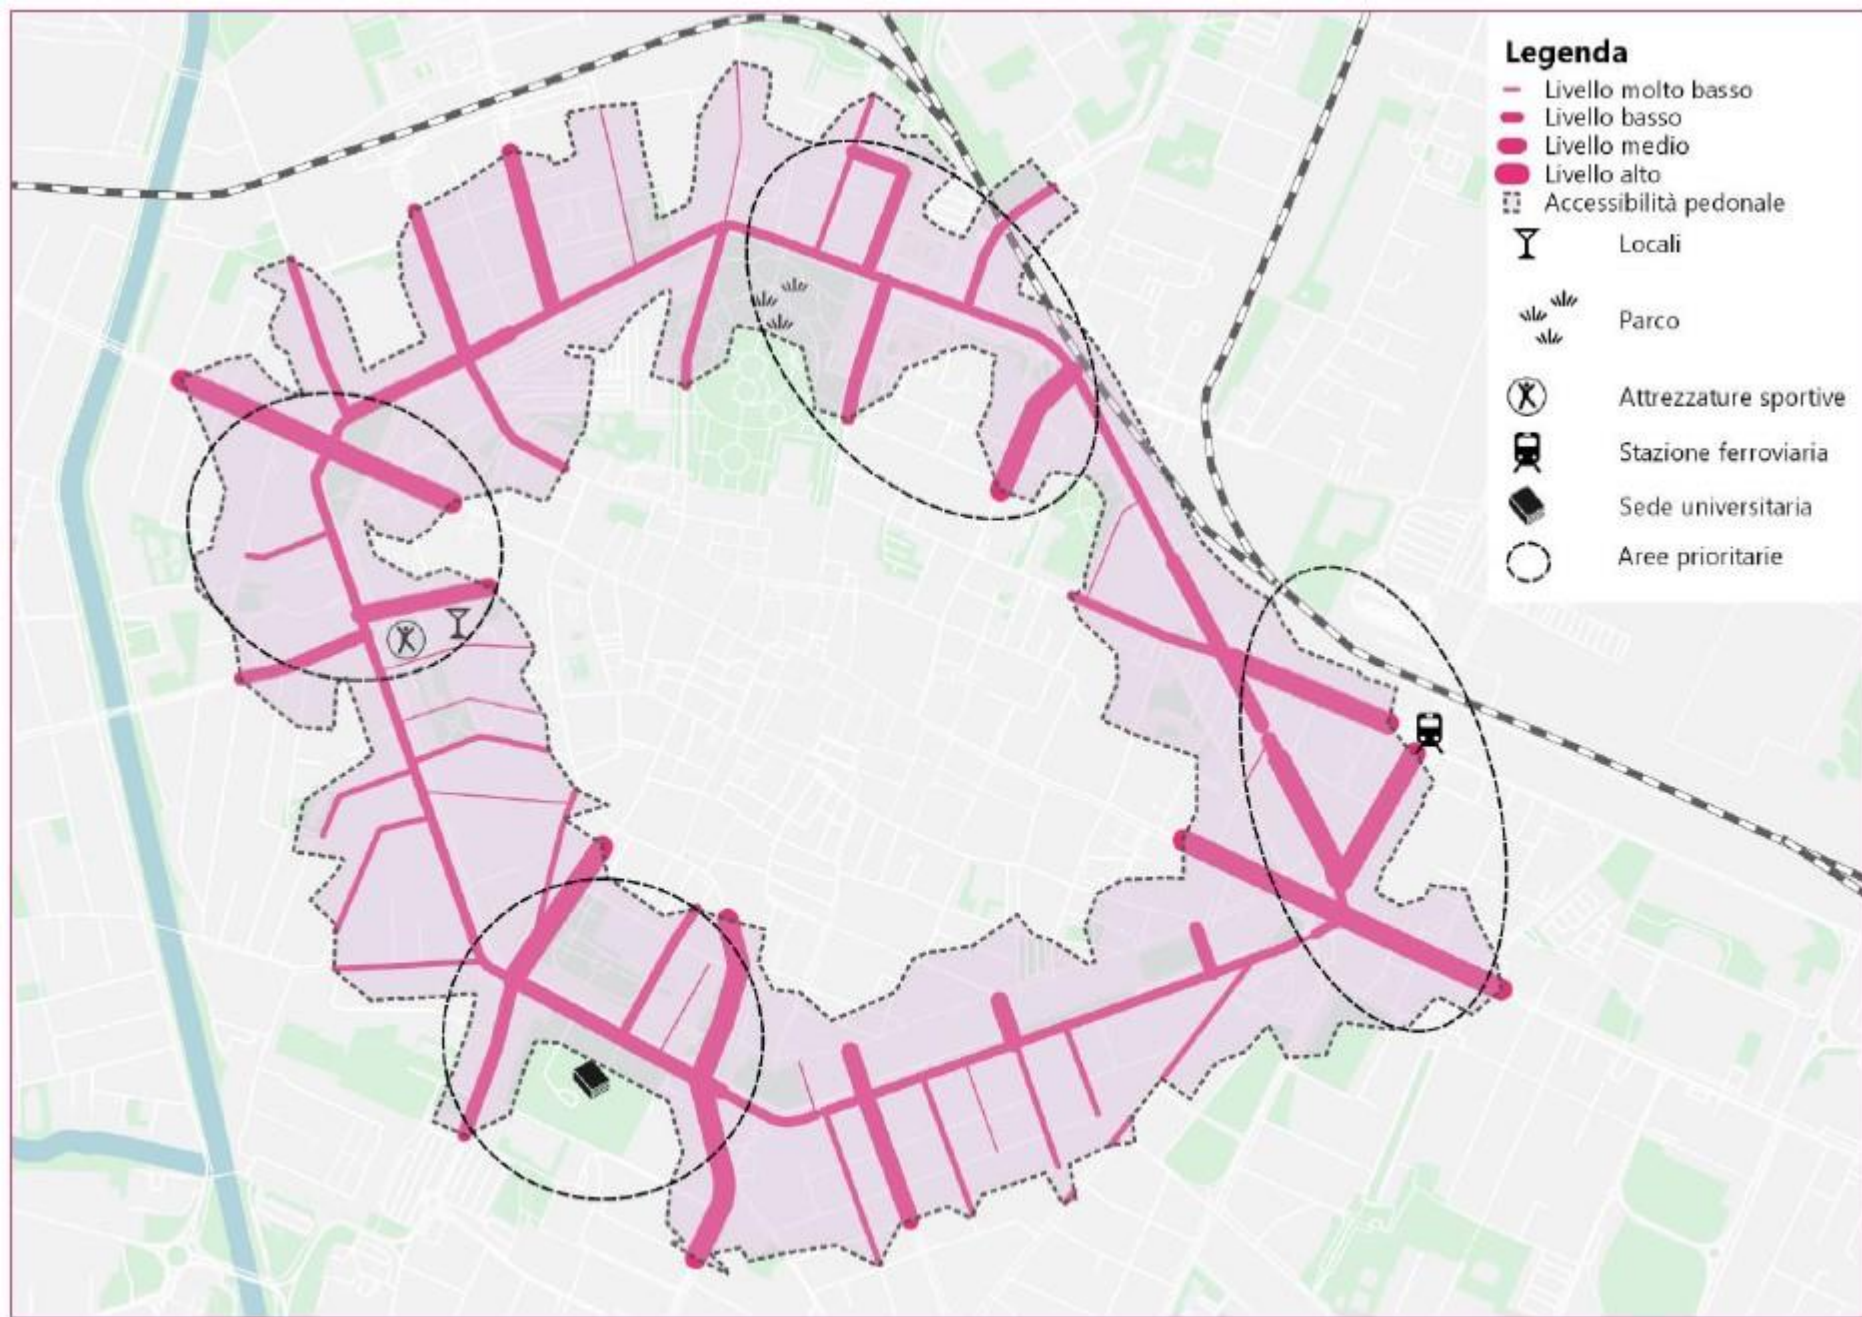 Legenda
Livello molto basso
Livello basso
Livello medio
Livello alto
Accessibilità pedonale
Locali
Parco
Attrezzature sportive
Stazione ferroviaria
Sede universitaria
Aree prioritarie